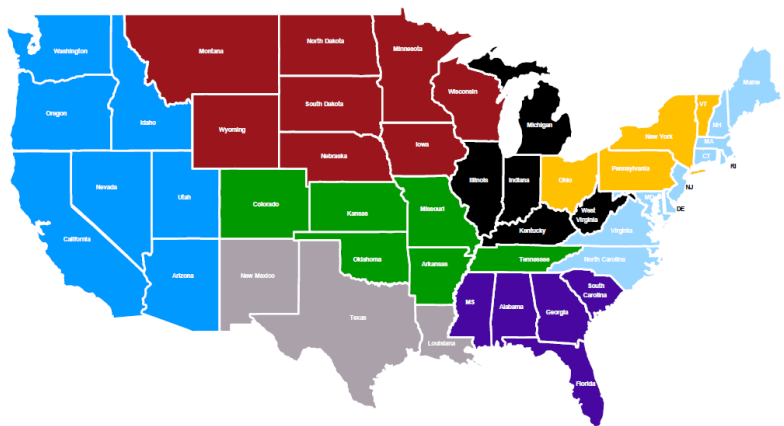 Washington
Montana
North Dakota
Minnesota
Maine
Oregon
Idaho
Wyoming
South Dakota
Wisconsin
Michigan
VT
NH
New York
MA
CT
RI
Nebraska
Iowa
Illinois
Indiana
Ohio
Pennsylvania
NJ
MD
DE
Nevada
Utah
Colorado
Kansas
Missouri
Kentucky
West
Virginia
Virginia
California
Arizona
New Mexico
Oklahoma
Arkansas
Tennessee
North Carolina
Texas
Louisiana
MS
Alabama
Georgia
South
Carolina
Florida